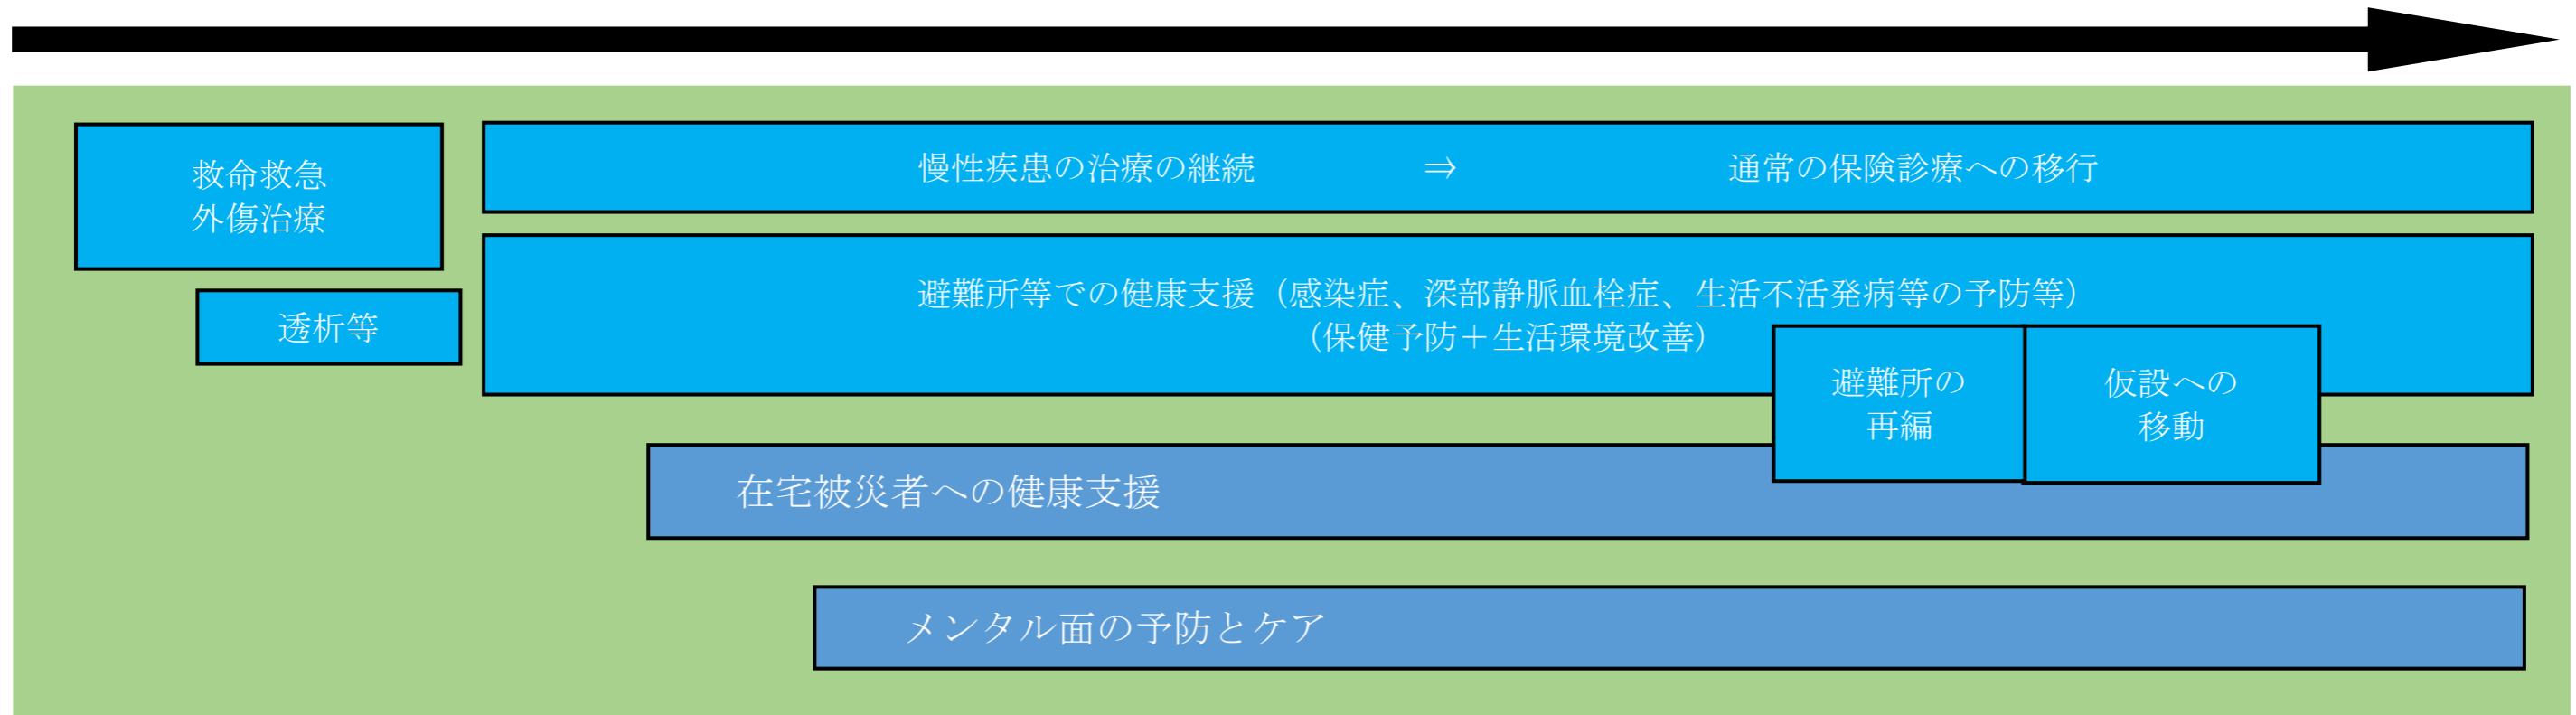 救命救急
外傷治療
慢性疾患の治療の継続 ⇒ 通常の保険診療への移行
透析等
避難所等での健康支援（感染症、深部静脈血栓症、生活不活発病等の予防等）
（保健予防＋生活環境改善）
避難所の
再編
仮設への
移動
在宅被災者への健康支援
メンタル面の予防とケア